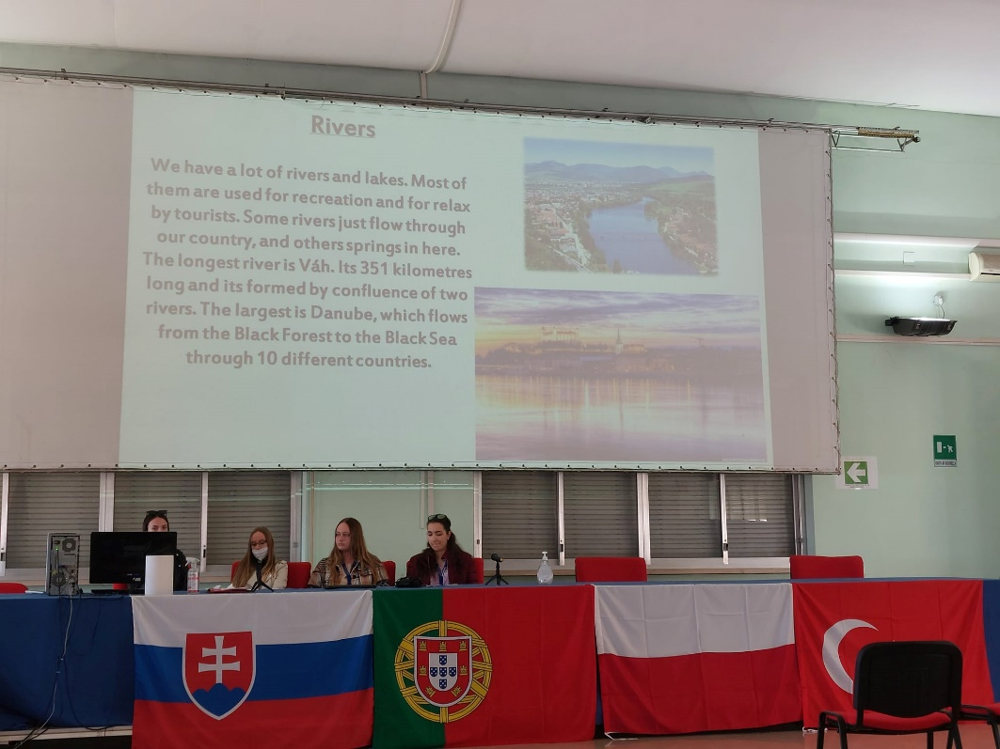 Rivers
We have a lot of rivers and lakes. Most of
them are used for recreation and for relax
by tourists. Some rivers just flow through
our country, and others springs in here.
The longest river is Váh. Its 351 kilometres
long and its formed by confluence of two
rivers. The largest is Danube, which flows
from the Black Forest to the Black Sea
through 10 different countries.